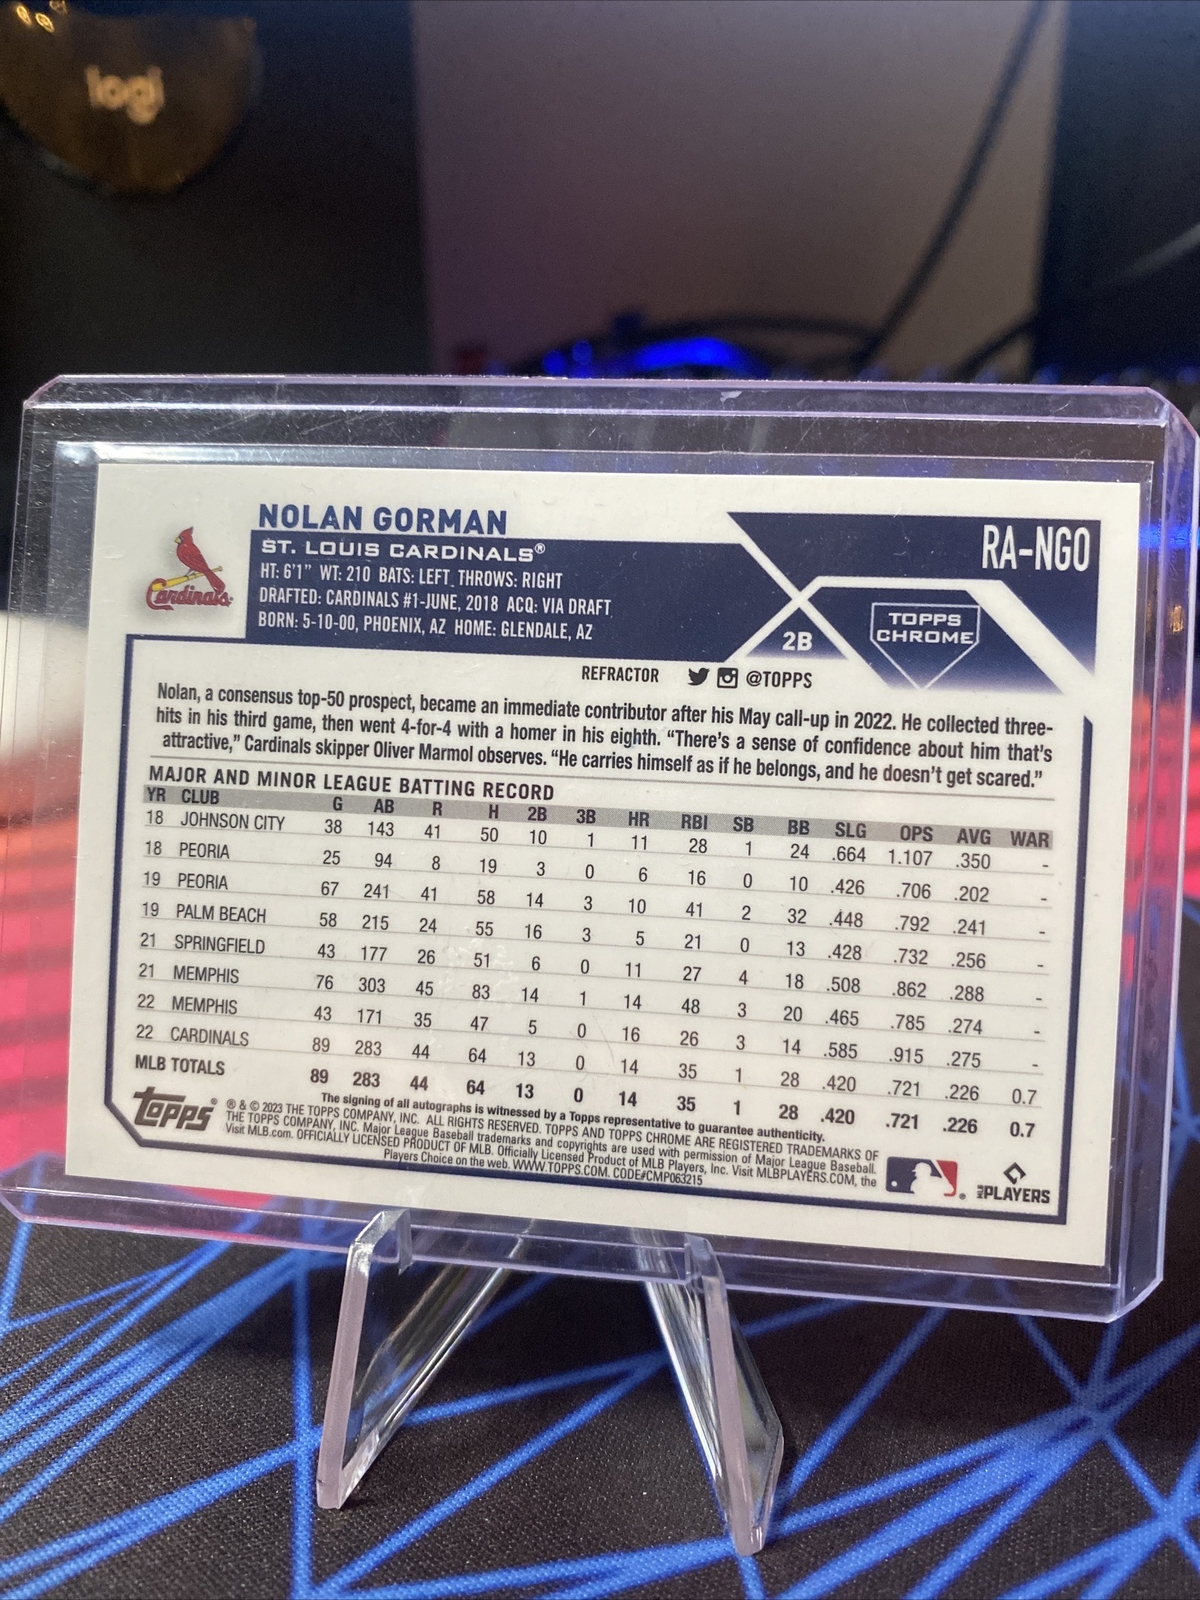 logi
NOLAN GORMAN
ST. LOUIS CARDINALS®
HT: 6'1" WT: 210 BATS: LEFT THROWS: RIGHT
DRAFTED: CARDINALS #1-JUNE, 2018 ACQ: VIA DRAFT
BORN: 5-10-00, PHOENIX, AZ HOME: GLENDALE, AZ
Cardinals
RA-NGO
2B
TOPPS
CHROME
REFRACTOR @TOPPS
Nolan, a consensus top-50 prospect, became an immediate contributor after his May call-up in 2022. He collected three-
hits in his third game, then went 4-for-4 with a homer in his eighth. “There’s a sense of confidence about him that’s
attractive,” Cardinals skipper Oliver Marmol observes. “He carries himself as if he belongs, and he doesn’t get scared.”
MAJOR AND MINOR LEAGUE BATTING RECORD
YR CLUB G AB R H 2B 3B HR RBI SB BB SLG OPS AVG WAR
18 JOHNSON CITY 38 143 41 50 10 1 11 28 1 24 .664 1.107 .350 -
18 PEORIA 25 94 8 19 3 0 6 16 0 10 .426 .706 .202 -
19 PEORIA 67 241 41 58 14 3 10 41 2 32 .448 .792 .241 -
19 PALM BEACH 58 215 24 55 16 3 5 21 0 13 .428 .732 .256 -
21 SPRINGFIELD 43 177 26 51 6 0 11 27 4 18 .508 .862 .288 -
21 MEMPHIS 76 303 45 83 14 1 14 48 3 20 .465 .785 .274 -
22 MEMPHIS 43 171 35 47 5 0 16 26 3 14 .585 .915 .275 -
22 CARDINALS 89 283 44 64 13 0 14 35 1 28 .420 .721 .226 0.7
MLB TOTALS 89 283 44 64 13 0 14 35 1 28 .420 .721 .226 0.7
The signing of all autographs is witnessed by a Topps representative to guarantee authenticity.
topps®
® & © 2023 THE TOPPS COMPANY, INC. ALL RIGHTS RESERVED. TOPPS AND TOPPS CHROME ARE REGISTERED TRADEMARKS OF
THE TOPPS COMPANY, INC. Major League Baseball trademarks and copyrights are used with permission of Major League Baseball.
Visit MLB.com. OFFICIALLY LICENSED PRODUCT OF MLB. Officially Licensed Product of MLB Players, Inc. Visit MLBPLAYERS.COM, the
Players Choice on the web. WWW.TOPPS.COM. CODE#CMP063215
MLB PLAYERS